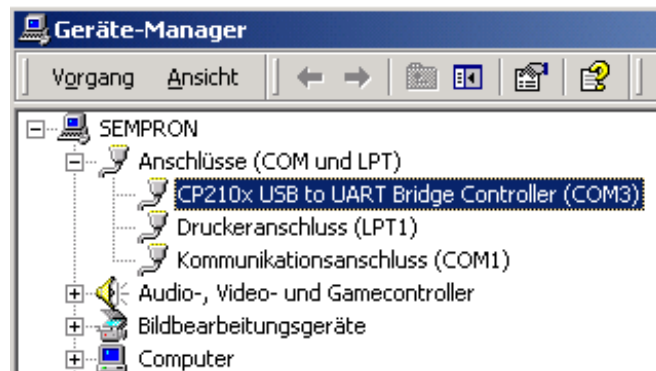 Geräte-Manager
Vorgang Ansicht
SEMPRON
Anschlüsse (COM und LPT)
CP210x USB to UART Bridge Controller (COM3)
Druckeranschluss (LPT1)
Kommunikationsanschluss (COM1)
Audio-, Video- und Gamecontroller
Bildbearbeitungsgeräte
Computer